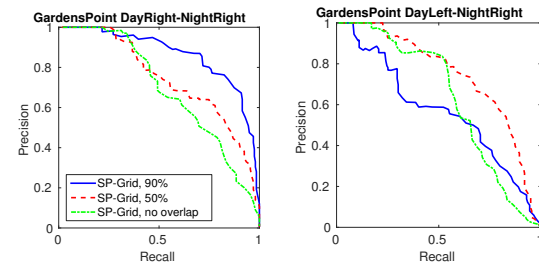 GardensPoint DayRight-NightRight
1
0.8
0.6
0.4
0.2
0
Precision
SP-Grid, 90%
SP-Grid, 50%
SP-Grid, no overlap
0
0.5
1
Recall
GardensPoint DayLeft-NightRight
1
0.8
0.6
0.4
0.2
0
Precision
0
0.5
1
Recall